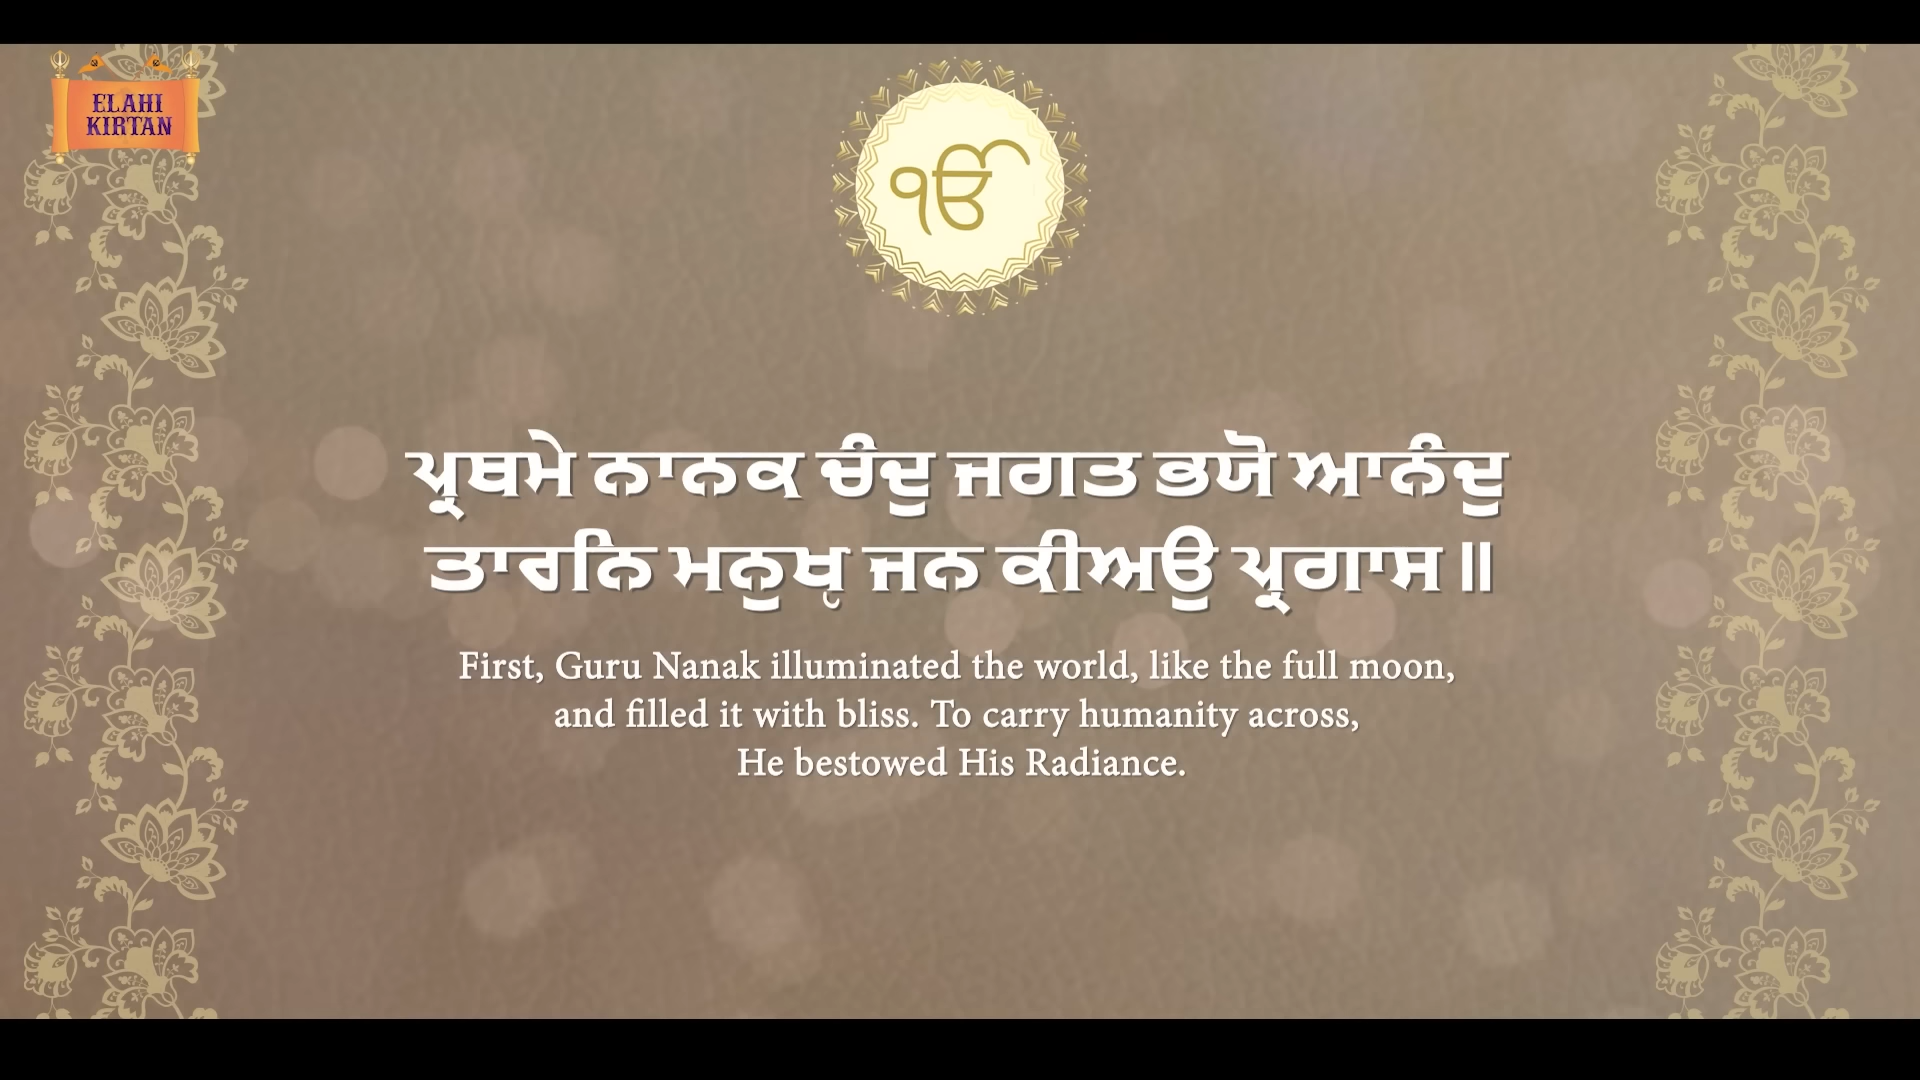 ELAHI
KIRTAN
ੴ
ਪ੍ਰਥਮੇ ਨਾਨਕ ਚੰਦੁ ਜਗਤ ਭਯੋ ਆਨੰਦੁ
ਤਾਰਨਿ ਮਨੁਖੵ ਜਨ ਕੀਅਉ ਪ੍ਰਗਾਸ ॥
First, Guru Nanak illuminated the world, like the full moon,
and filled it with bliss. To carry humanity across,
He bestowed His Radiance.